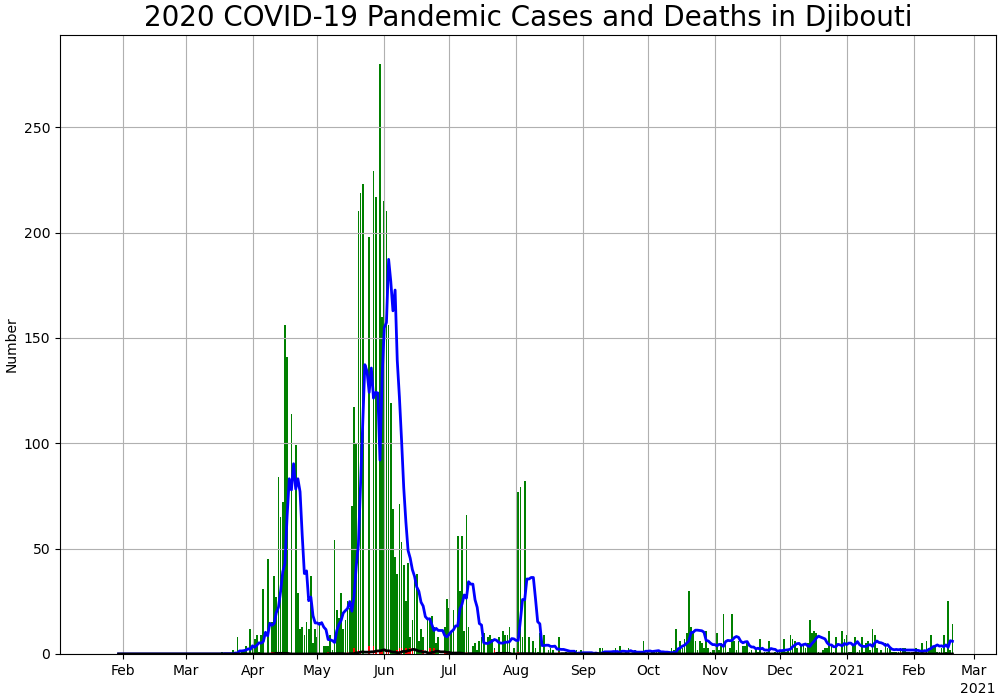 2020 COVID-19 Pandemic Cases and Deaths in Djibouti
Number
250
200
150
100
50
0
Feb Mar Apr May Jun Jul Aug Sep Oct Nov Dec 2021 Feb Mar
2021